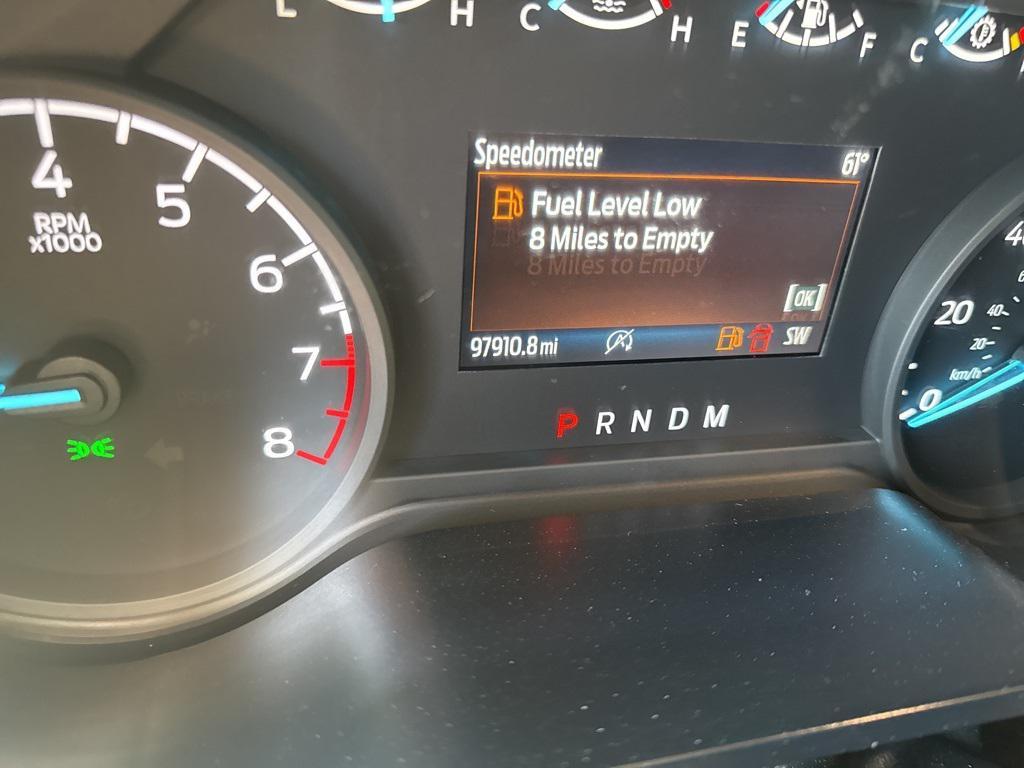 L H
C H
E F
C
4
5
6
7
8
RPM
x1000
Speedometer 61°
Fuel Level Low
8 Miles to Empty
8 Miles to Empty
OK
97910.8 mi SW
P R N D M
20
40
20
km/h
0